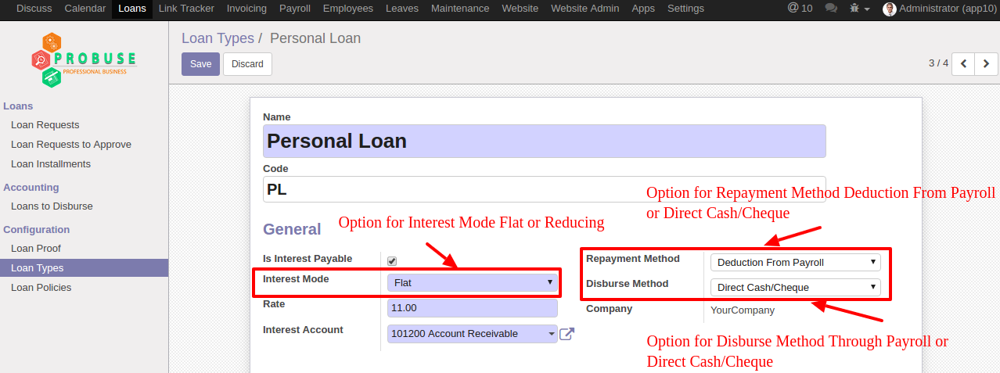 Discuss Calendar Loans Link Tracker Invoicing Payroll Employees Leaves Maintenance Website Website Admin Apps Settings @ 10 Administrator (app10)
PROBUSE
PROFESSIONAL BUSINESS
Loans
Loan Requests
Loan Requests to Approve
Loan Installments
Accounting
Loans to Disburse
Configuration
Loan Proof
Loan Types
Loan Policies
Loan Types / Personal Loan
Save Discard 3 / 4
Name
Personal Loan
Code
PL
Option for Repayment Method Deduction From Payroll
or Direct Cash/Cheque
Option for Interest Mode Flat or Reducing
General
Is Interest Payable
Interest Mode Flat
Rate 11.00
Interest Account 101200 Account Receivable
Repayment Method Deduction From Payroll
Disburse Method Direct Cash/Cheque
Company YourCompany
Option for Disburse Method Through Payroll or
Direct Cash/Cheque